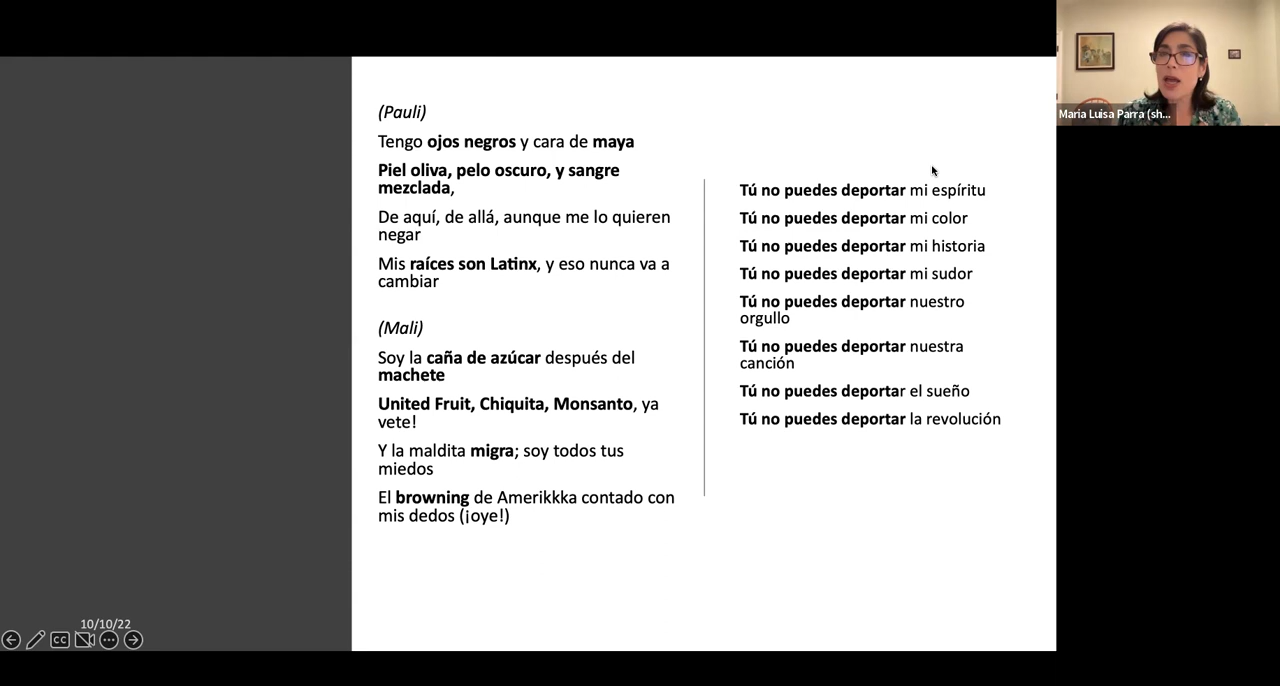 (Pauli)
Tengo ojos negros y cara de maya
Piel oliva, pelo oscuro, y sangre
mezclada,
De aquí, de allá, aunque me lo quieren
negar
Mis raíces son Latinx, y eso nunca va a
cambiar
(Mali)
Soy la caña de azúcar después del
machete
United Fruit, Chiquita, Monsanto, ya
vete!
Y la maldita migra; soy todos tus
miedos
El browning de Amerikkka contado con
mis dedos (¡oye!)
Tú no puedes deportar mi espíritu
Tú no puedes deportar mi color
Tú no puedes deportar mi historia
Tú no puedes deportar mi sudor
Tú no puedes deportar nuestro
orgullo
Tú no puedes deportar nuestra
canción
Tú no puedes deportar el sueño
Tú no puedes deportar la revolución
Maria Luisa Parra (sh...
10/10/22
CC